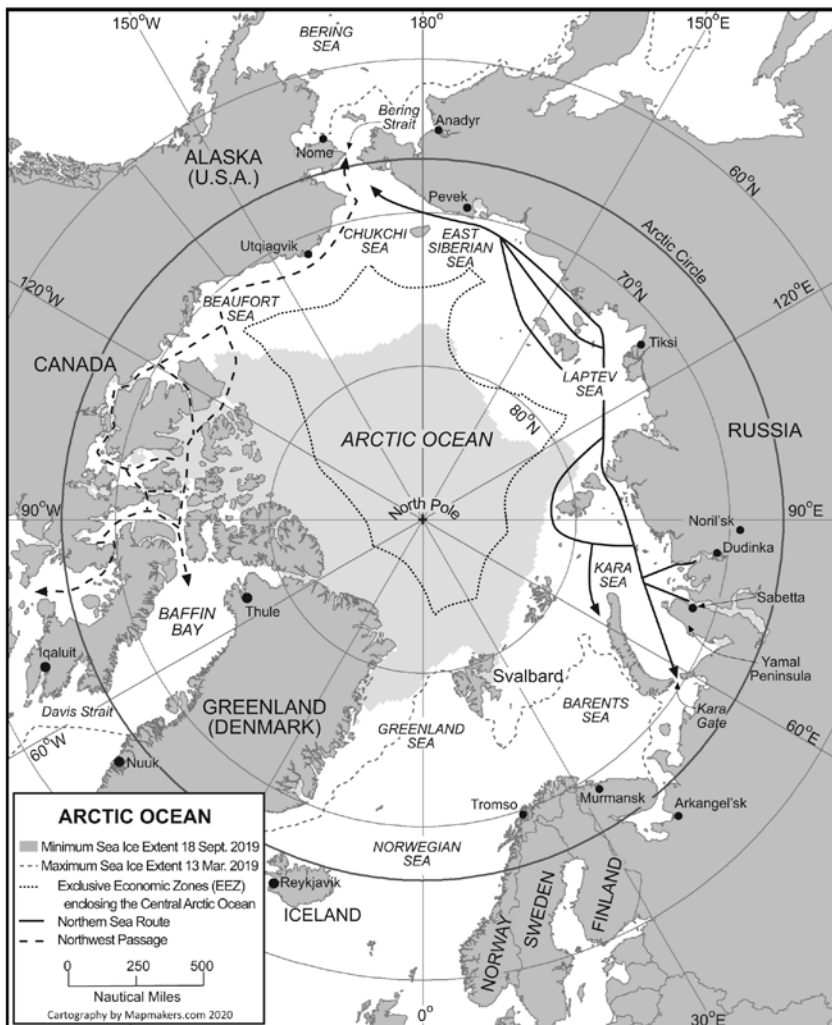 150°W
BERING
SEA
180°
150°E
Bering
Strait
Anadyr
Nome
ALASKA
(U.S.A.)
60°N
Pevek
Arctic Circle
CHUKCHI
SEA
EAST
SIBERIAN
SEA
Utqiagvik
120°W
70°N
120°E
BEAUFORT
SEA
Tiksi
CANADA
LAPTEV
SEA
80°N
RUSSIA
ARCTIC OCEAN
90°W
North Pole
90°E
Noril'sk
Dudinka
KARA
SEA
BAFFIN
BAY
Thule
Sabetta
Iqaluit
Yamal
Peninsula
Svalbard
GREENLAND
(DENMARK)
BARENTS
SEA
Davis Strait
Kara
Gate
GREENLAND
SEA
60°W
60°E
Nuuk
Murmansk
Tromso
Arkangel'sk
NORWEGIAN
SEA
Reykjavik
ICELAND
NORWAY
SWEDEN
FINLAND
0°
30°E
ARCTIC OCEAN
Minimum Sea Ice Extent 18 Sept. 2019
Maximum Sea Ice Extent 13 Mar. 2019
Exclusive Economic Zones (EEZ)
enclosing the Central Arctic Ocean
Northern Sea Route
Northwest Passage
0 250 500
Nautical Miles
Cartography by Mapmakers.com 2020